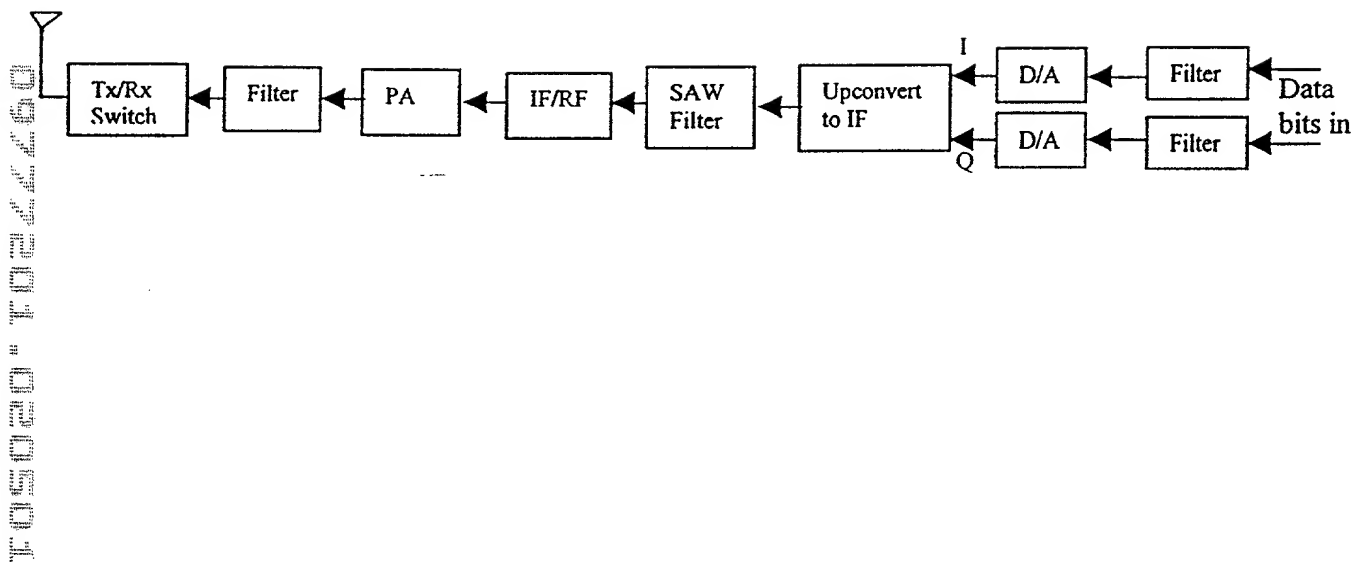 Tx/Rx
Switch
Filter
PA
IF/RF
SAW
Filter
Upconvert
to IF
I
Q
D/A
D/A
Filter
Filter
Data
bits in